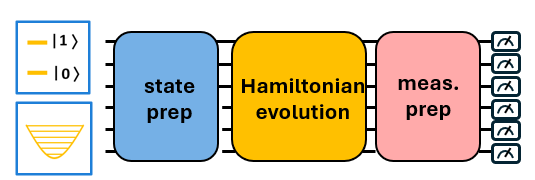 |1⟩
|0⟩
state
prep
Hamiltonian
evolution
meas.
prep